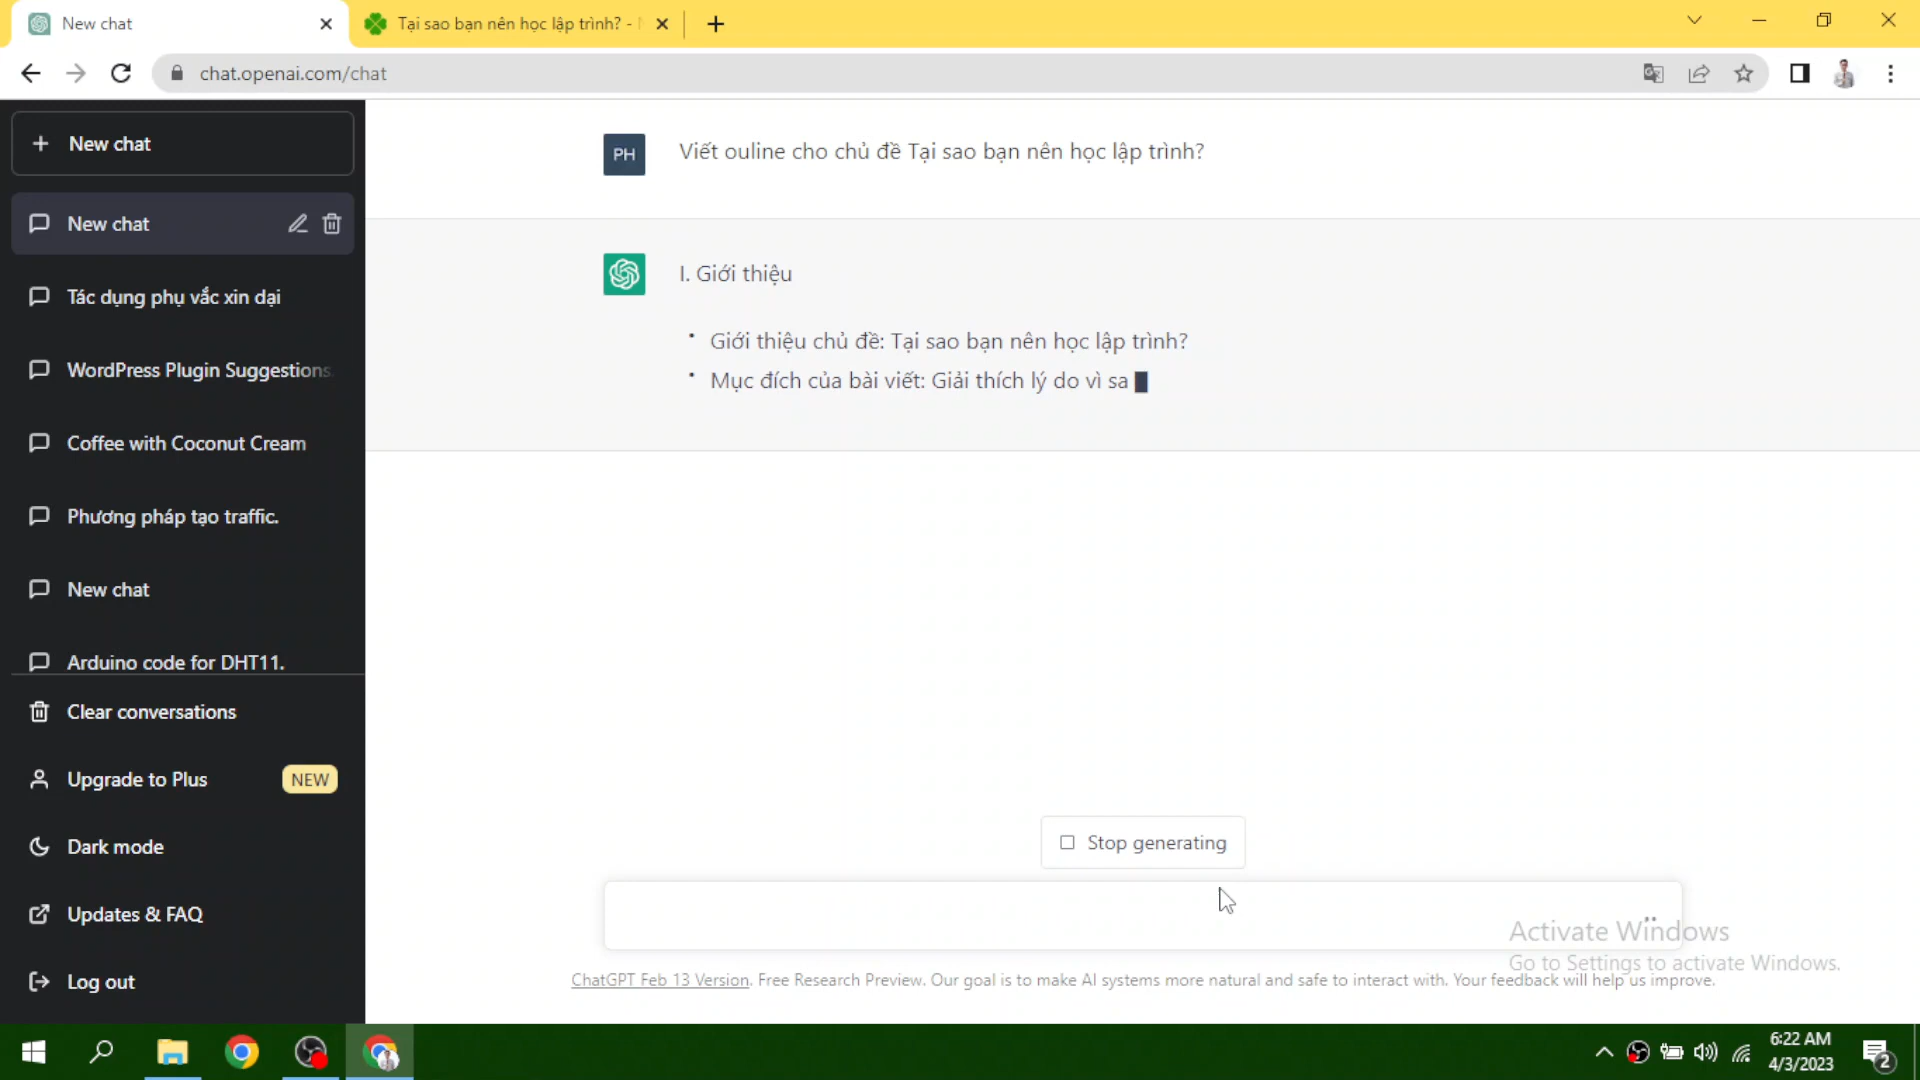 New chat
Tại sao bạn nên học lập trình? -
chat.openai.com/chat
New chat
New chat
Tác dụng phụ vắc xin dại
WordPress Plugin Suggestions
Coffee with Coconut Cream
Phương pháp tạo traffic.
New chat
Arduino code for DHT11.
Clear conversations
Upgrade to Plus NEW
Dark mode
Updates & FAQ
Log out
PH Viết ouline cho chủ đề Tại sao bạn nên học lập trình?
I. Giới thiệu
• Giới thiệu chủ đề: Tại sao bạn nên học lập trình?
• Mục đích của bài viết: Giải thích lý do vì sa
Stop generating
Activate Windows
Go to Settings to activate Windows.
ChatGPT Feb 13 Version. Free Research Preview. Our goal is to make AI systems more natural and safe to interact with. Your feedback will help us improve.
6:22 AM
4/3/2023
2